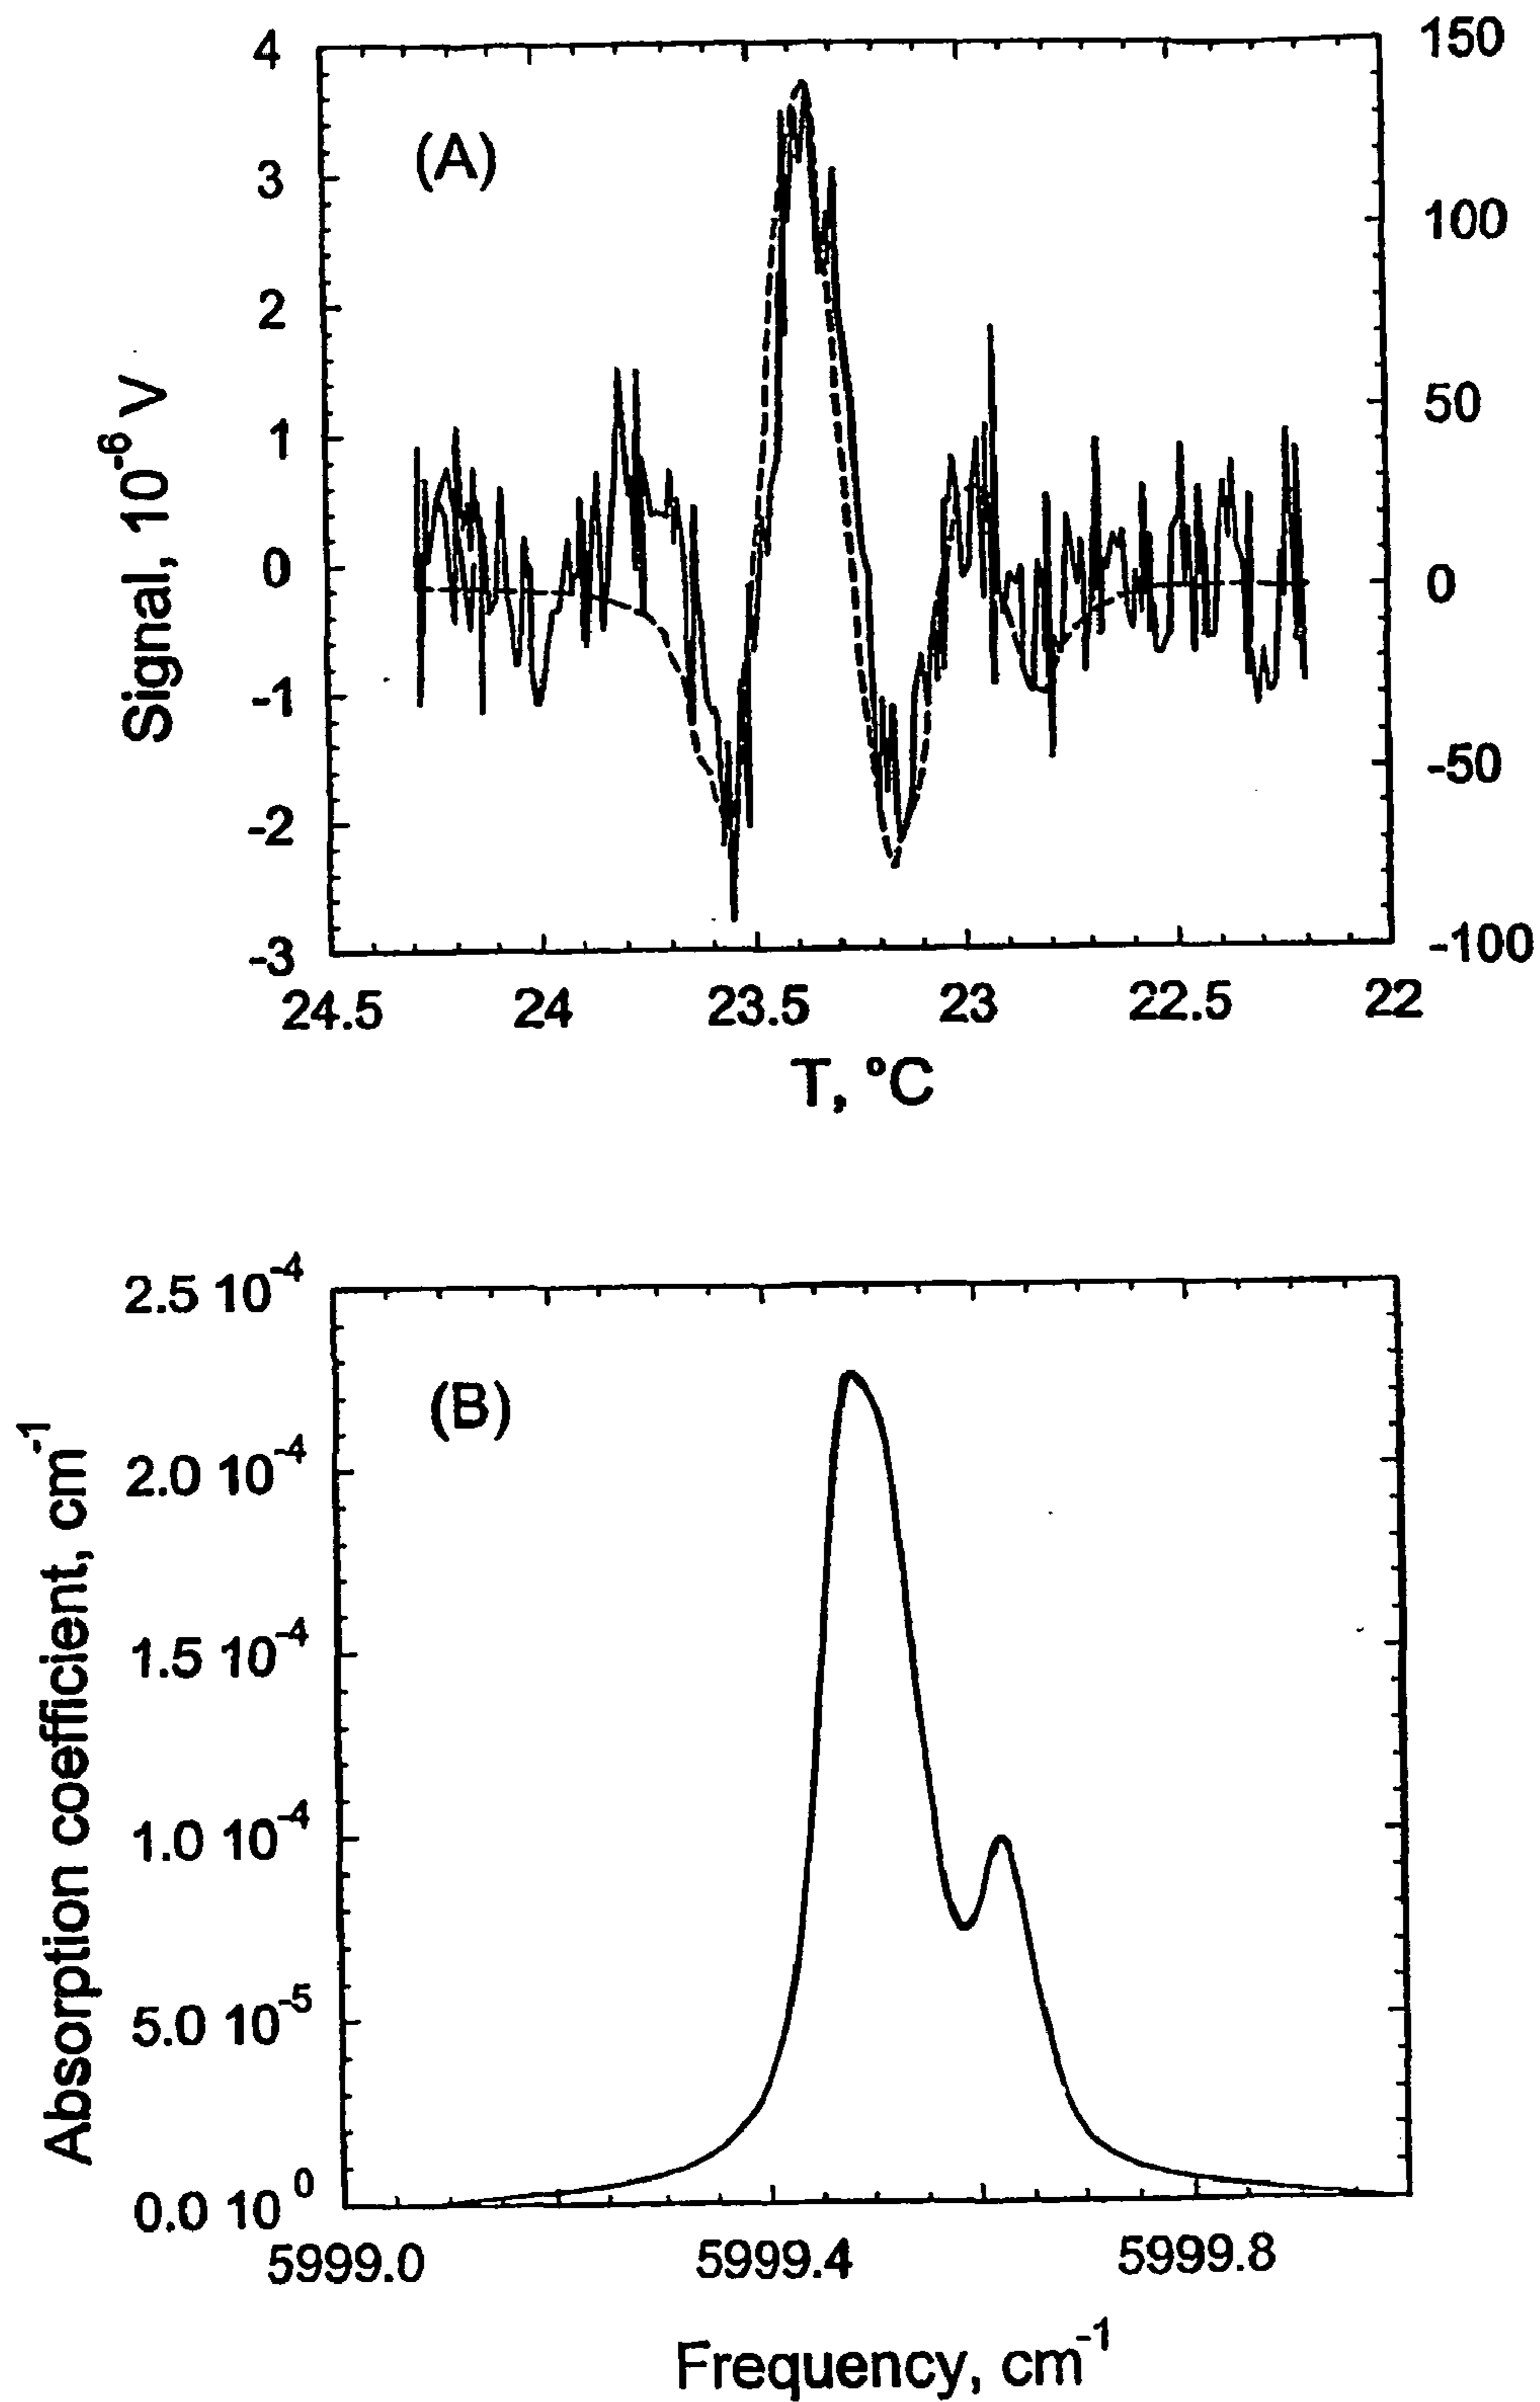 (A)
Signal, 10-6 V
4
3
2
1
0
-1
-2
-3
150
100
50
0
-50
-100
24.5 24 23.5 23 22.5 22
T, °C
(B)
Absorption coefficient, cm-1
2.5 10-4
2.0 10-4
1.5 10-4
1.0 10-4
5.0 10-5
0.0 100
5999.0 5999.4 5999.8
Frequency, cm-1